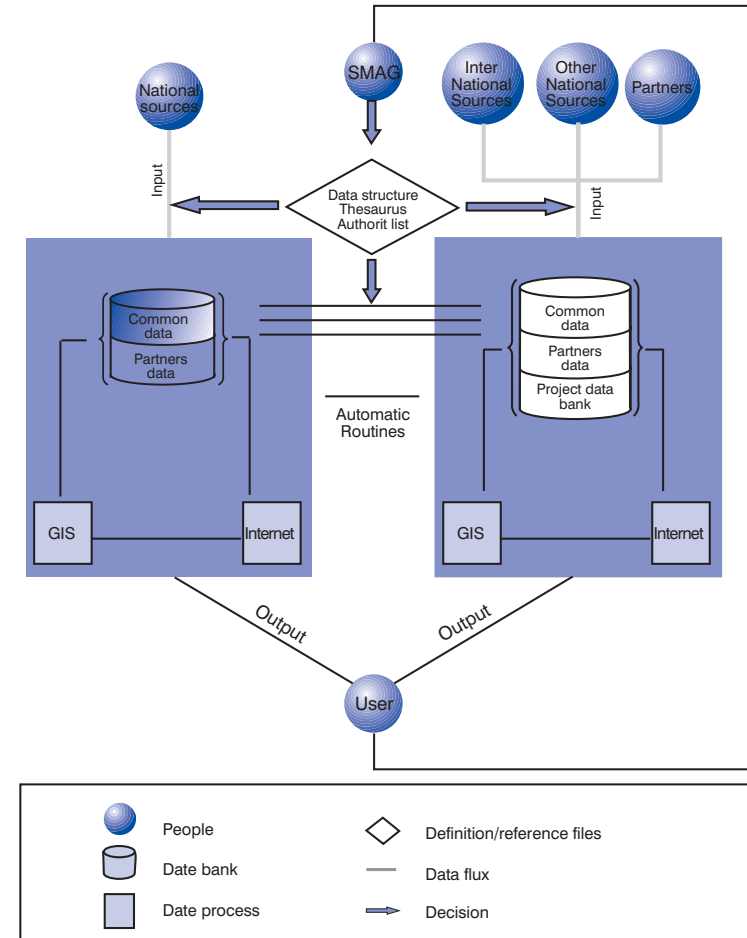 SMAG
National
sources
Inter
National
Sources
Other
National
Sources
Partners
Input
Data structure
Thesaurus
Authorit list
Input
Common
data
Partners
data
Common
data
Partners
data
Project data
bank
Automatic
Routines
GIS
Internet
GIS
Internet
Output
Output
User
People
Definition/reference files
Date bank
Data flux
Date process
Decision